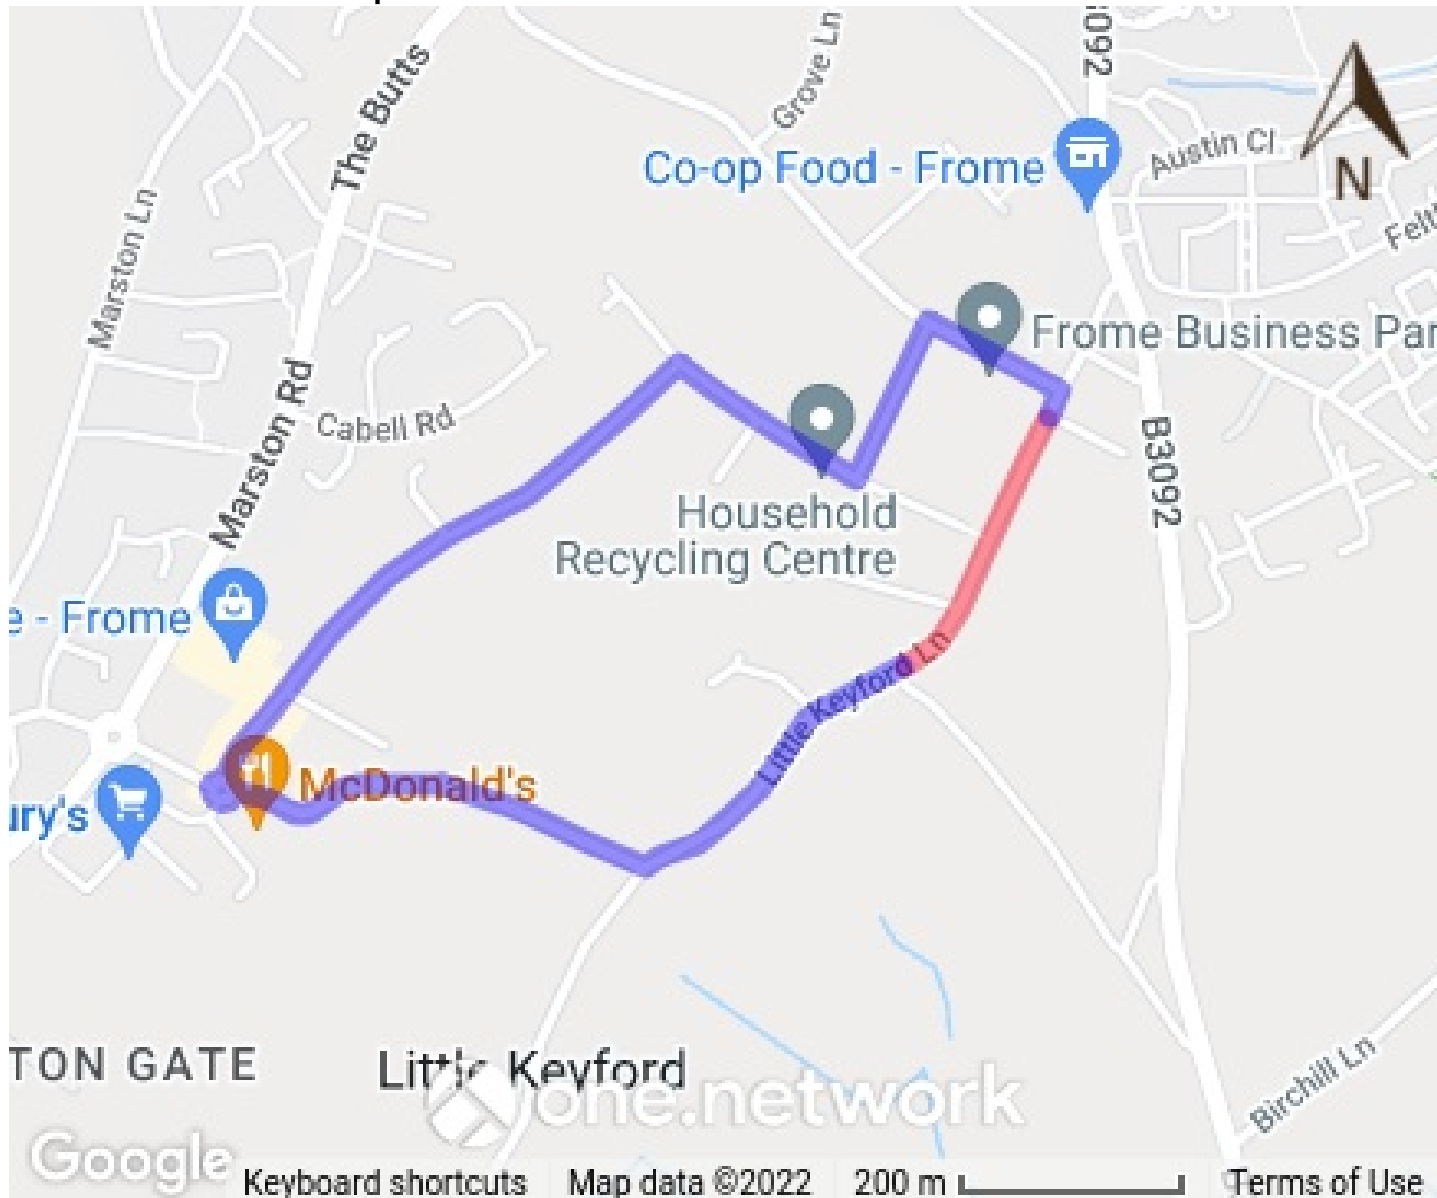 B3092
The Butts
Grove Ln
Co-op Food - Frome
Austin Cl.
N
Marston Ln
Frome Business Par
Marston Rd
Cabell Rd
B3092
Household
Recycling Centre
e - Frome
Little Keyford Ln
McDonald's
ury's
TON GATE
Little Keyford
one.network
Birchill Ln
Google
Keyboard shortcuts Map data ©2022 200 m Terms of Use